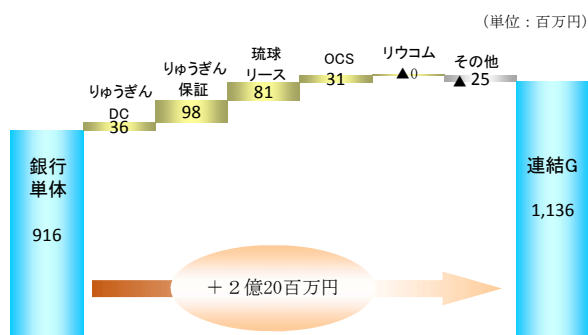 (単位:百万円)
りゅうぎん
DC
36
りゅうぎん
保証
98
琉球
リース
81
OCS
31
リウコム
▲0
その他
▲ 25
銀行
単体
916
連結G
1,136
+2億20百万円